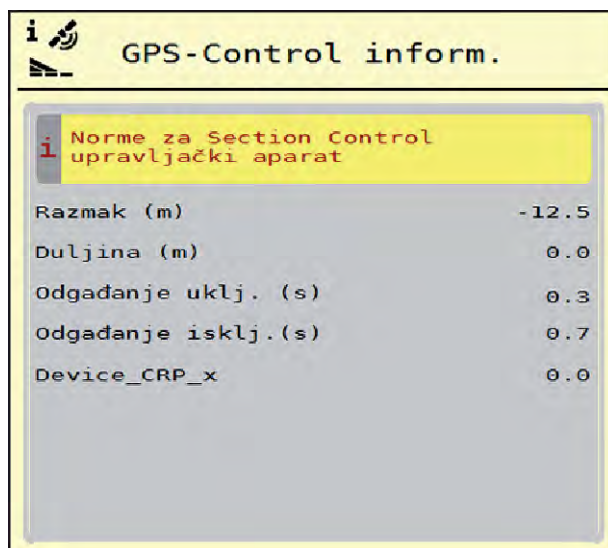 GPS-Control inform.
i Norme za Section Control
upravljački aparat
Razmak (m) -12.5
Duljina (m) 0.0
Odgađanje uklj. (s) 0.3
Odgađanje isklj.(s) 0.7
Device_CRP_x 0.0